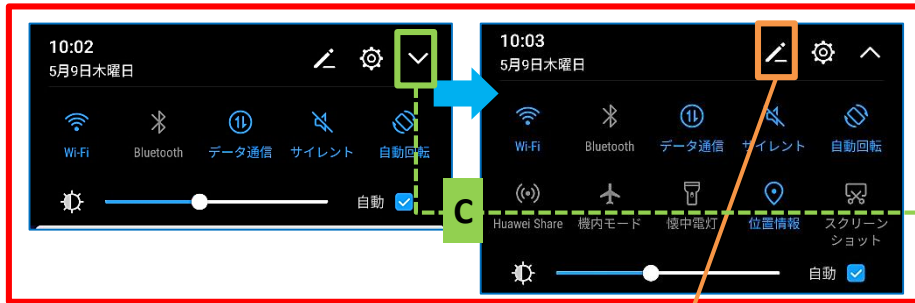 10:02
5月9日木曜日
Wi-Fi
Bluetooth
データ通信
サイレント
自動回転
自動
C
10:03
5月9日木曜日
Wi-Fi
Bluetooth
データ通信
サイレント
自動回転
Huawei Share
機内モード
懐中電灯
位置情報
スクリーン
ショット
自動